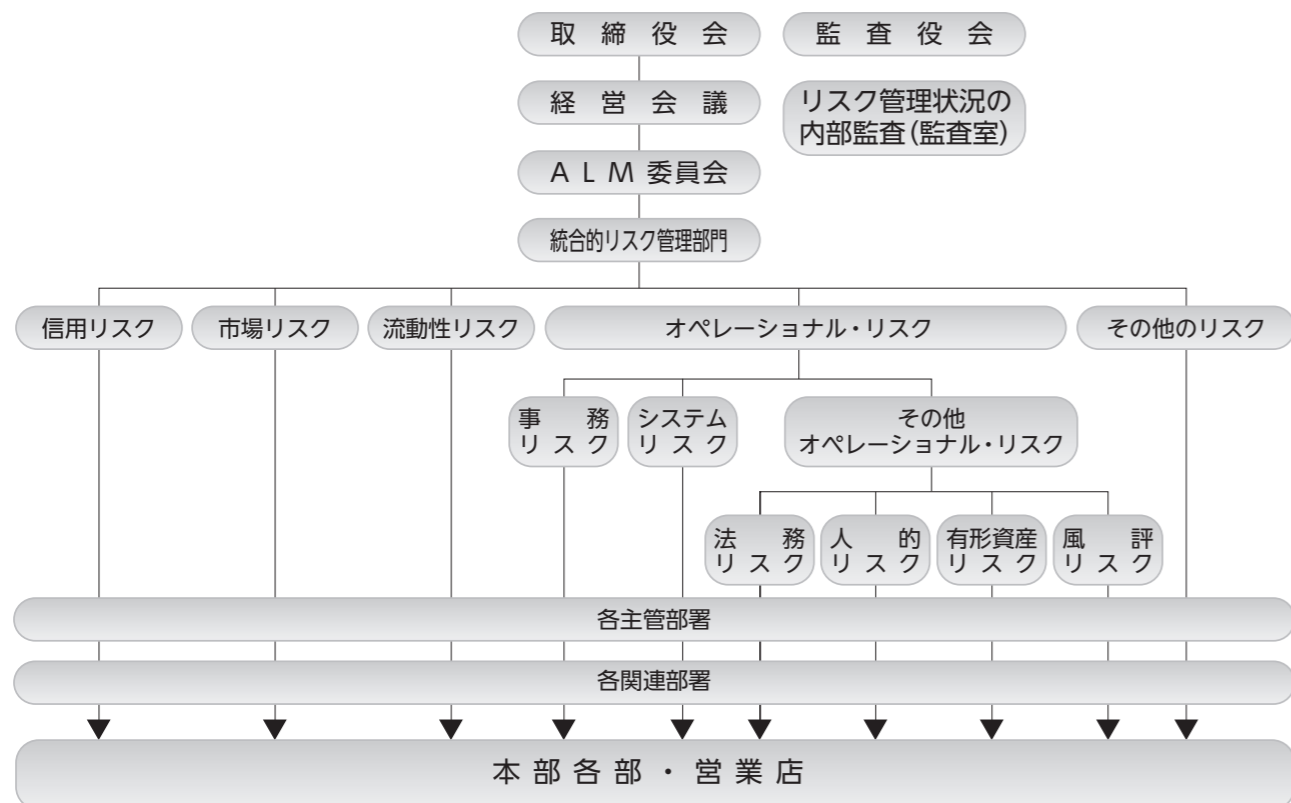 取締役会
監査役会
経営会議
リスク管理状況の
内部監査(監査室)
ALM委員会
統合的リスク管理部門
信用リスク
市場リスク
流動性リスク
オペレーショナル・リスク
その他のリスク
事務
リスク
システム
リスク
その他
オペレーショナル・リスク
法務
リスク
人的
リスク
有形資産
リスク
風評
リスク
各主管部署
各関連部署
本部各部・営業店